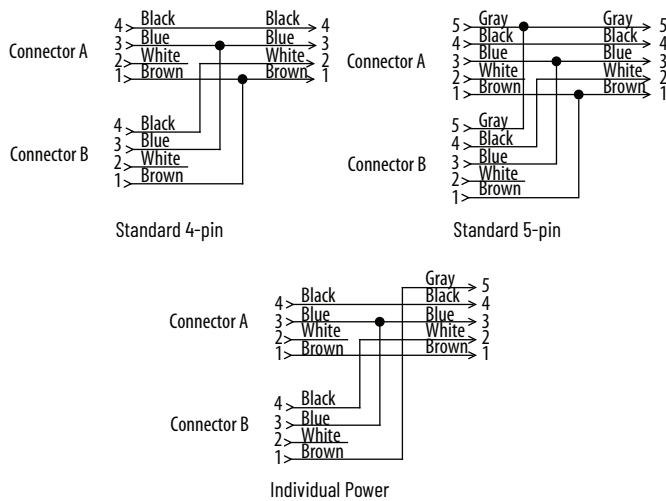 4 Black Black 4
Connector A 3 Blue Blue 3
2 White White 2
1 Brown Brown 1
4 Black
Connector B 3 Blue
2 White
1 Brown
Standard 4-pin
5 Gray Gray 5
4 Black Black 4
Connector A 3 Blue Blue 3
2 White White 2
1 Brown Brown 1
5 Gray
4 Black
Connector B 3 Blue
2 White
1 Brown
Standard 5-pin
Gray 5
4 Black Black 4
Connector A 3 Blue Blue 3
2 White White 2
1 Brown Brown 1
4 Black
Connector B 3 Blue
2 White
1 Brown
Individual Power